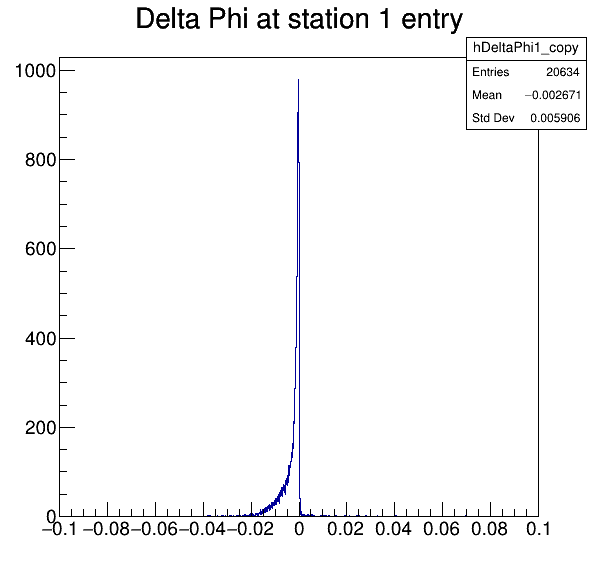 Delta Phi at station 1 entry
hDeltaPhi1_copy
Entries 20634
Mean −0.002671
Std Dev 0.005906
1000
800
600
400
200
0
−0.1 −0.08 −0.06 −0.04 −0.02 0 0.02 0.04 0.06 0.08 0.1